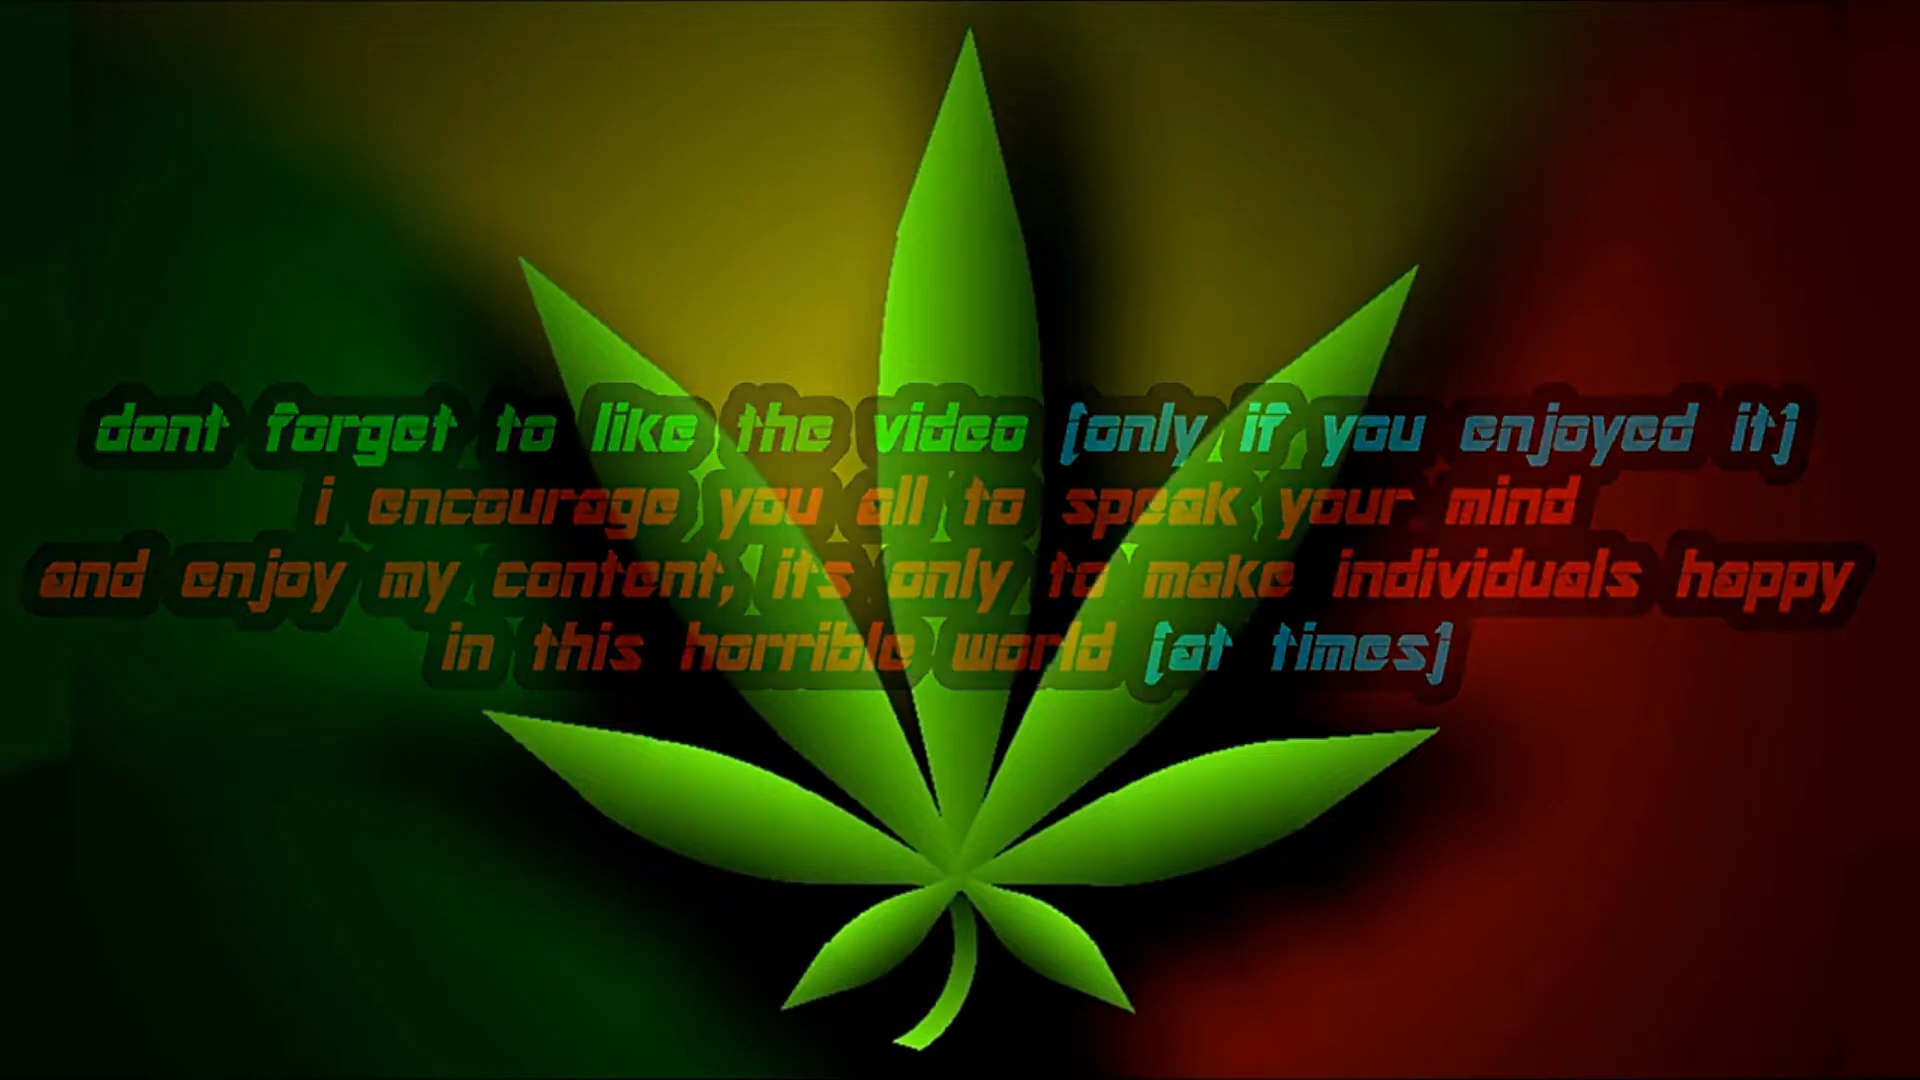 dont forget to like the video (only if you enjoyed it)
i encourage you all to speak your mind
and enjoy my content, its only to make individuals happy
in this horrible world (at times)